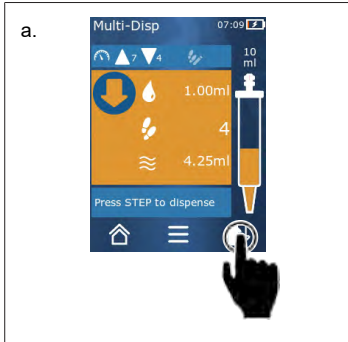 a.
Multi-Disp 07:09
7 4 10
ml
1.00ml
4
4.25ml
Press STEP to dispense